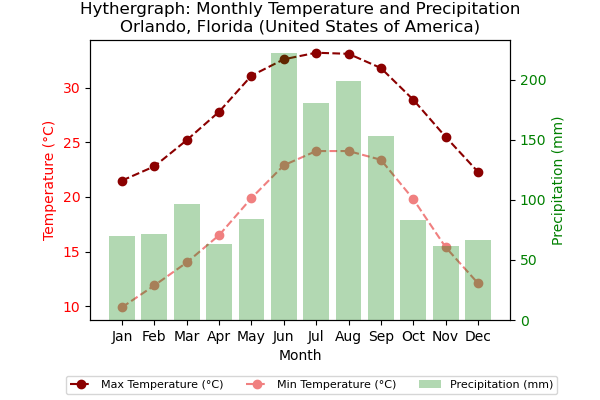 Hythergraph: Monthly Temperature and Precipitation
Orlando, Florida (United States of America)
Temperature (°C)
30
25
20
15
10
200
150
100
50
0
Precipitation (mm)
Jan Feb Mar Apr May Jun Jul Aug Sep Oct Nov Dec
Month
Max Temperature (°C) Min Temperature (°C) Precipitation (mm)